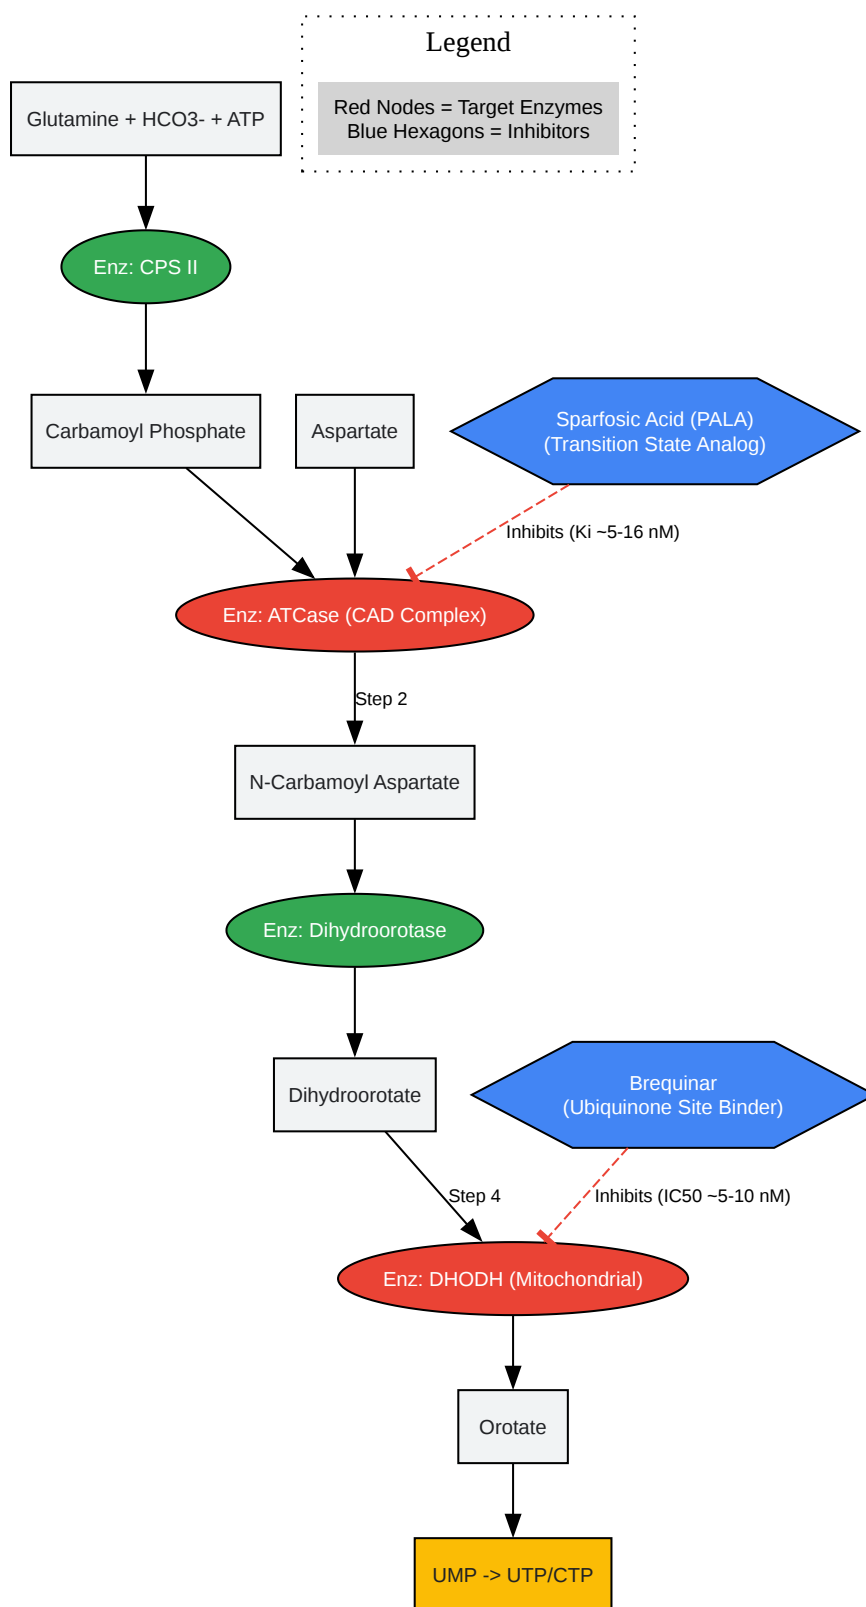 Legend
Red Nodes = Target Enzymes
Blue Hexagons = Inhibitors
Glutamine + HCO3- + ATP
Enz: CPS II
Carbamoyl Phosphate
Aspartate
Sparfosic Acid (PALA)
(Transition State Analog)
Inhibits (Ki ~5-16 nM)
Enz: ATCase (CAD Complex)
Step 2
N-Carbamoyl Aspartate
Enz: Dihydroorotase
Dihydroorotate
Brequinar
(Ubiquinone Site Binder)
Step 4
Inhibits (IC50 ~5-10 nM)
Enz: DHODH (Mitochondrial)
Orotate
UMP -> UTP/CTP